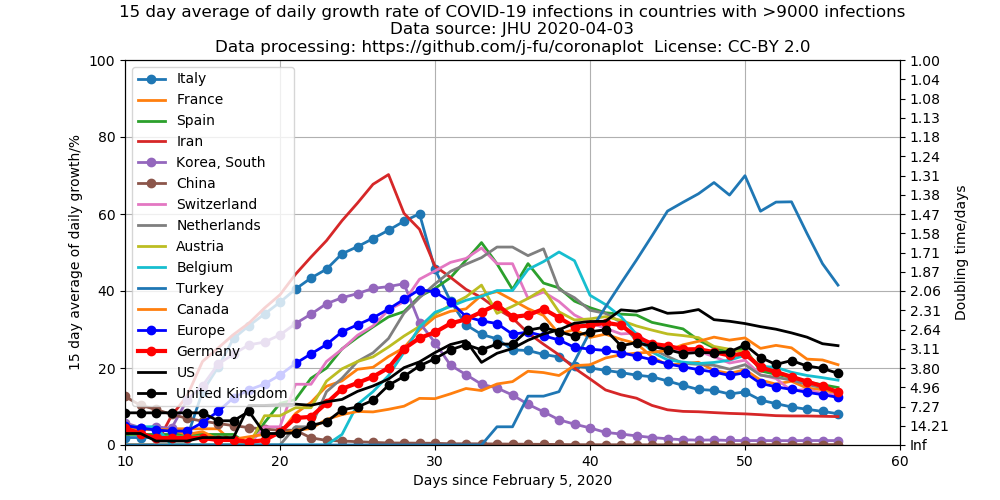 15 day average of daily growth rate of COVID-19 infections in countries with >9000 infections
Data source: JHU 2020-04-03
Data processing: https://github.com/j-fu/coronaplot  License: CC-BY 2.0
15 day average of daily growth/%
100
80
60
40
20
0
Italy
France
Spain
Iran
Korea, South
China
Switzerland
Netherlands
Austria
Belgium
Turkey
Canada
Europe
Germany
US
United Kingdom
1.00
1.04
1.08
1.13
1.18
1.24
1.31
1.38
1.47
1.58
1.71
1.87
2.06
2.31
2.64
3.11
3.80
4.96
7.27
14.21
Inf
Doubling time/days
10
20
30
40
50
60
Days since February 5, 2020